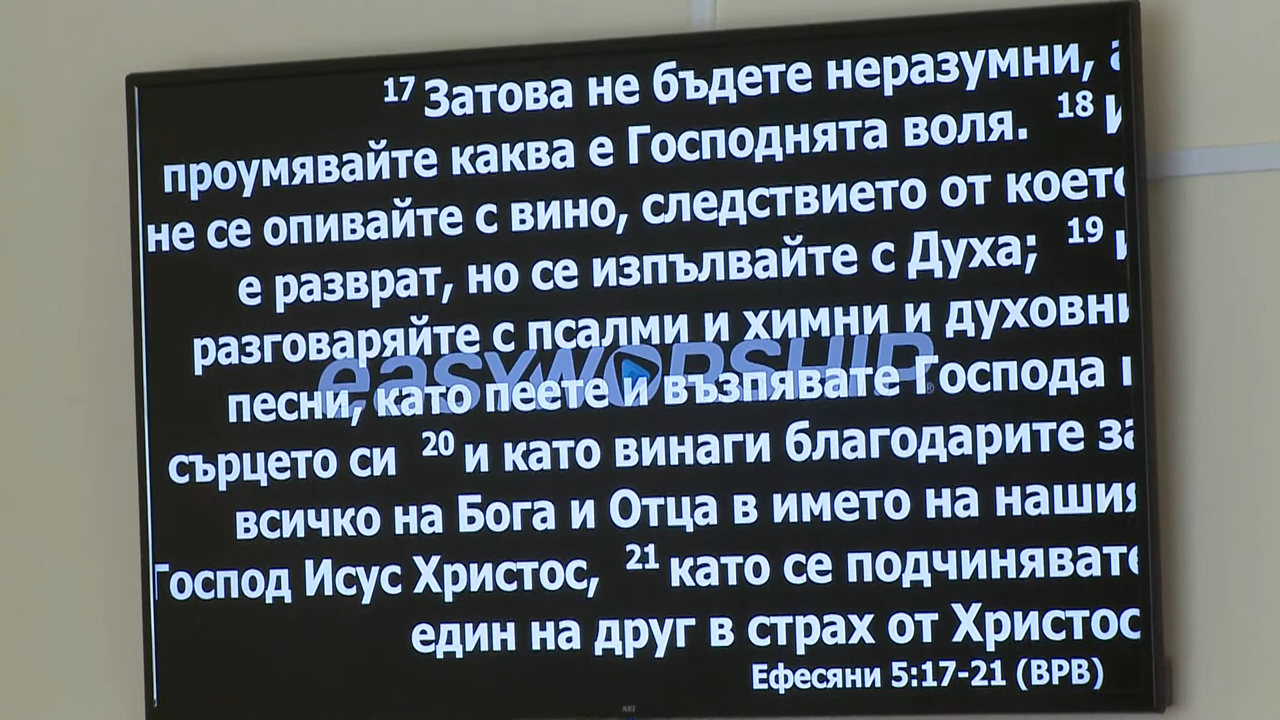 17 Затова не бъдете неразумни, а
проумявайте каква е Господнята воля. 18 И
не се опивайте с вино, следствието от коет
е разврат, но се изпълвайте с Духа; 19 и
разговаряйте с псалми и химни и духовни
песни, като пеете и възпявате Господа
сърцето си 20 и като винаги благодарите за
всичко на Бога и Отца в името на нашия
Господ Исус Христос, 21 като се подчинявате
един на друг в страх от Христос
Ефесяни 5:17-21 (ВРВ)
easyworship®
NEI